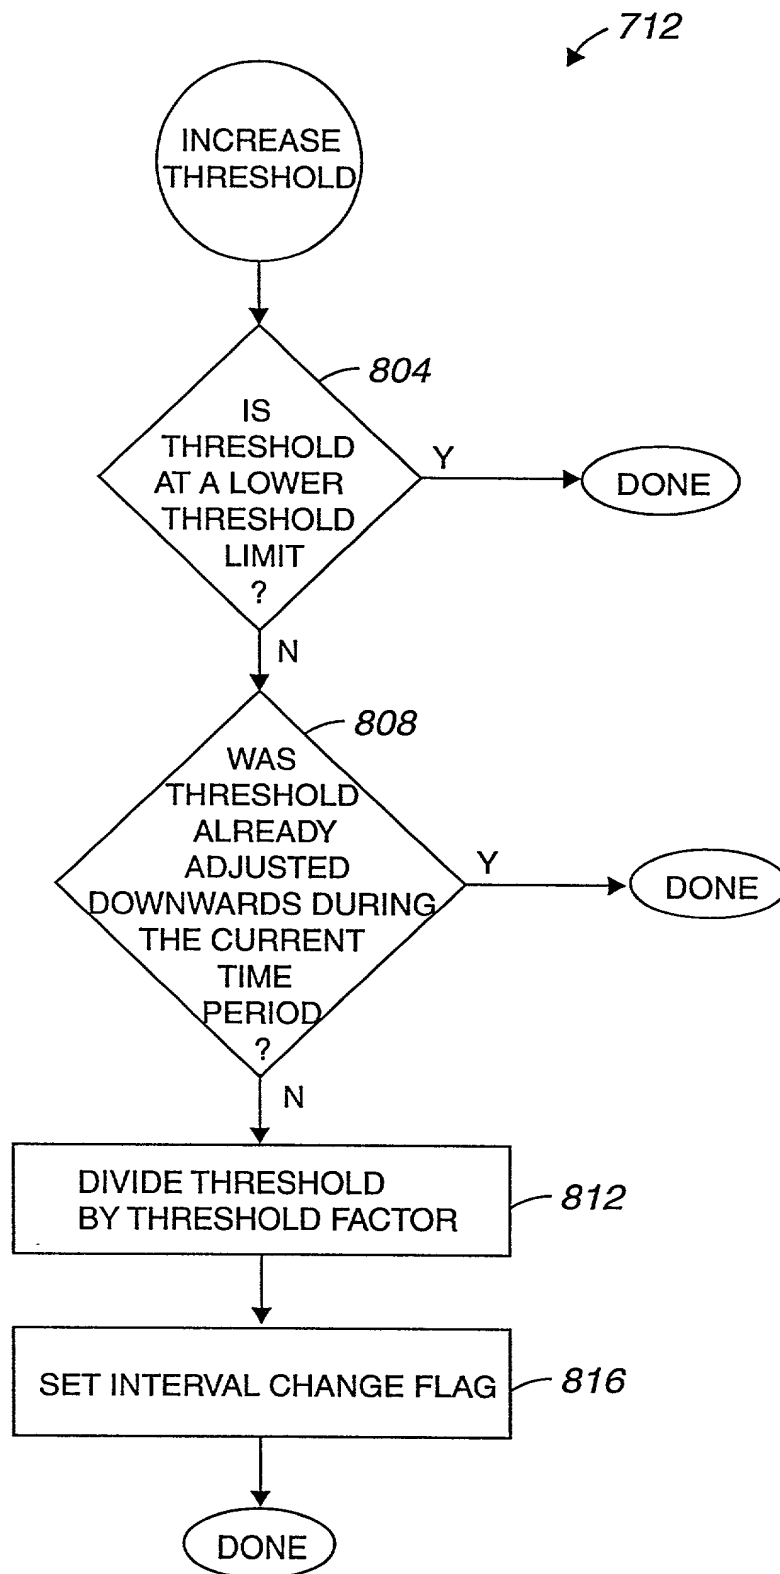 712
INCREASE
THRESHOLD
804
IS
THRESHOLD
AT A LOWER
THRESHOLD
LIMIT
?
Y
DONE
N
808
WAS
THRESHOLD
ALREADY
ADJUSTED
DOWNWARDS DURING
THE CURRENT
TIME
PERIOD
?
Y
DONE
N
DIVIDE THRESHOLD
BY THRESHOLD FACTOR
812
SET INTERVAL CHANGE FLAG
816
DONE